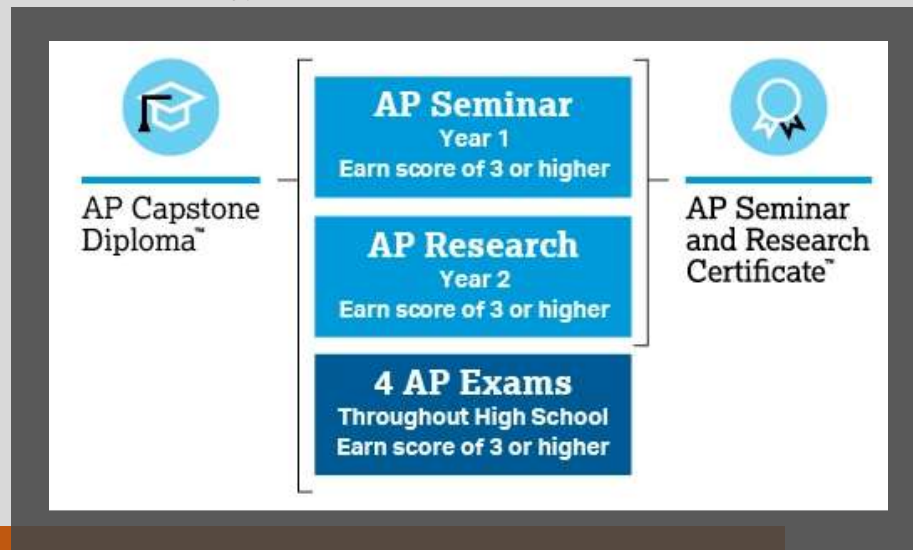 AP Capstone
Diploma™
AP Seminar
Year 1
Earn score of 3 or higher
AP Research
Year 2
Earn score of 3 or higher
4 AP Exams
Throughout High School
Earn score of 3 or higher
AP Seminar
and Research
Certificate™